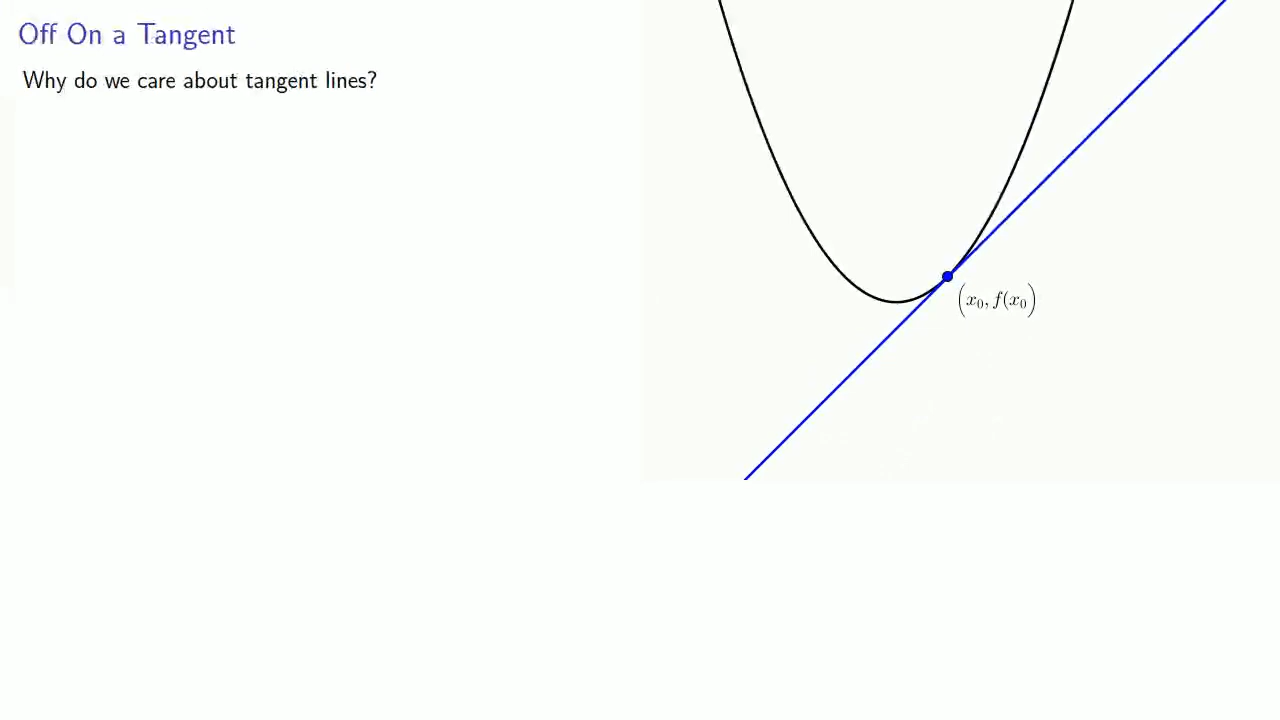 Off On a Tangent
Why do we care about tangent lines?
(x₀, f(x₀)